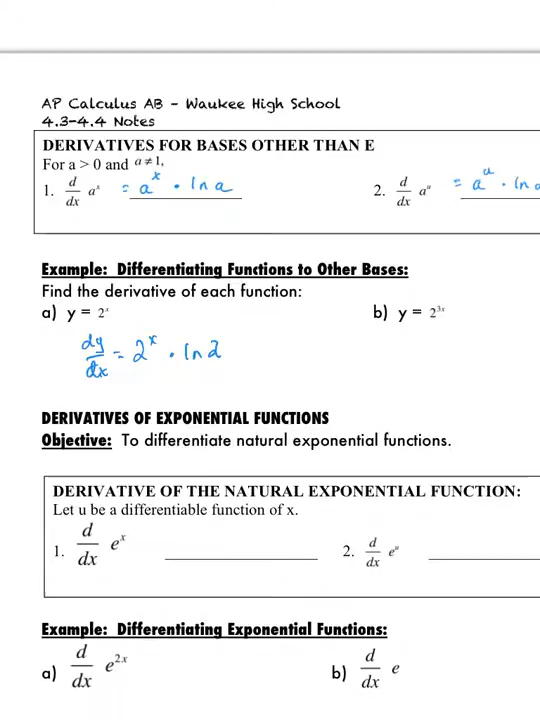 AP Calculus AB - Waukee High School
4.3-4.4 Notes
DERIVATIVES FOR BASES OTHER THAN E
For a > 0 and a ≠ 1,
1. d/dx a^x = a^x · ln a
2. d/dx a^u = a^u · ln a
Example: Differentiating Functions to Other Bases:
Find the derivative of each function:
a) y = 2^x
b) y = 2^{3x}
dy/dx = 2^x · ln 2
DERIVATIVES OF EXPONENTIAL FUNCTIONS
Objective: To differentiate natural exponential functions.
DERIVATIVE OF THE NATURAL EXPONENTIAL FUNCTION:
Let u be a differentiable function of x.
1. d/dx e^x
2. d/dx e^u
Example: Differentiating Exponential Functions:
a) d/dx e^{2x}
b) d/dx e